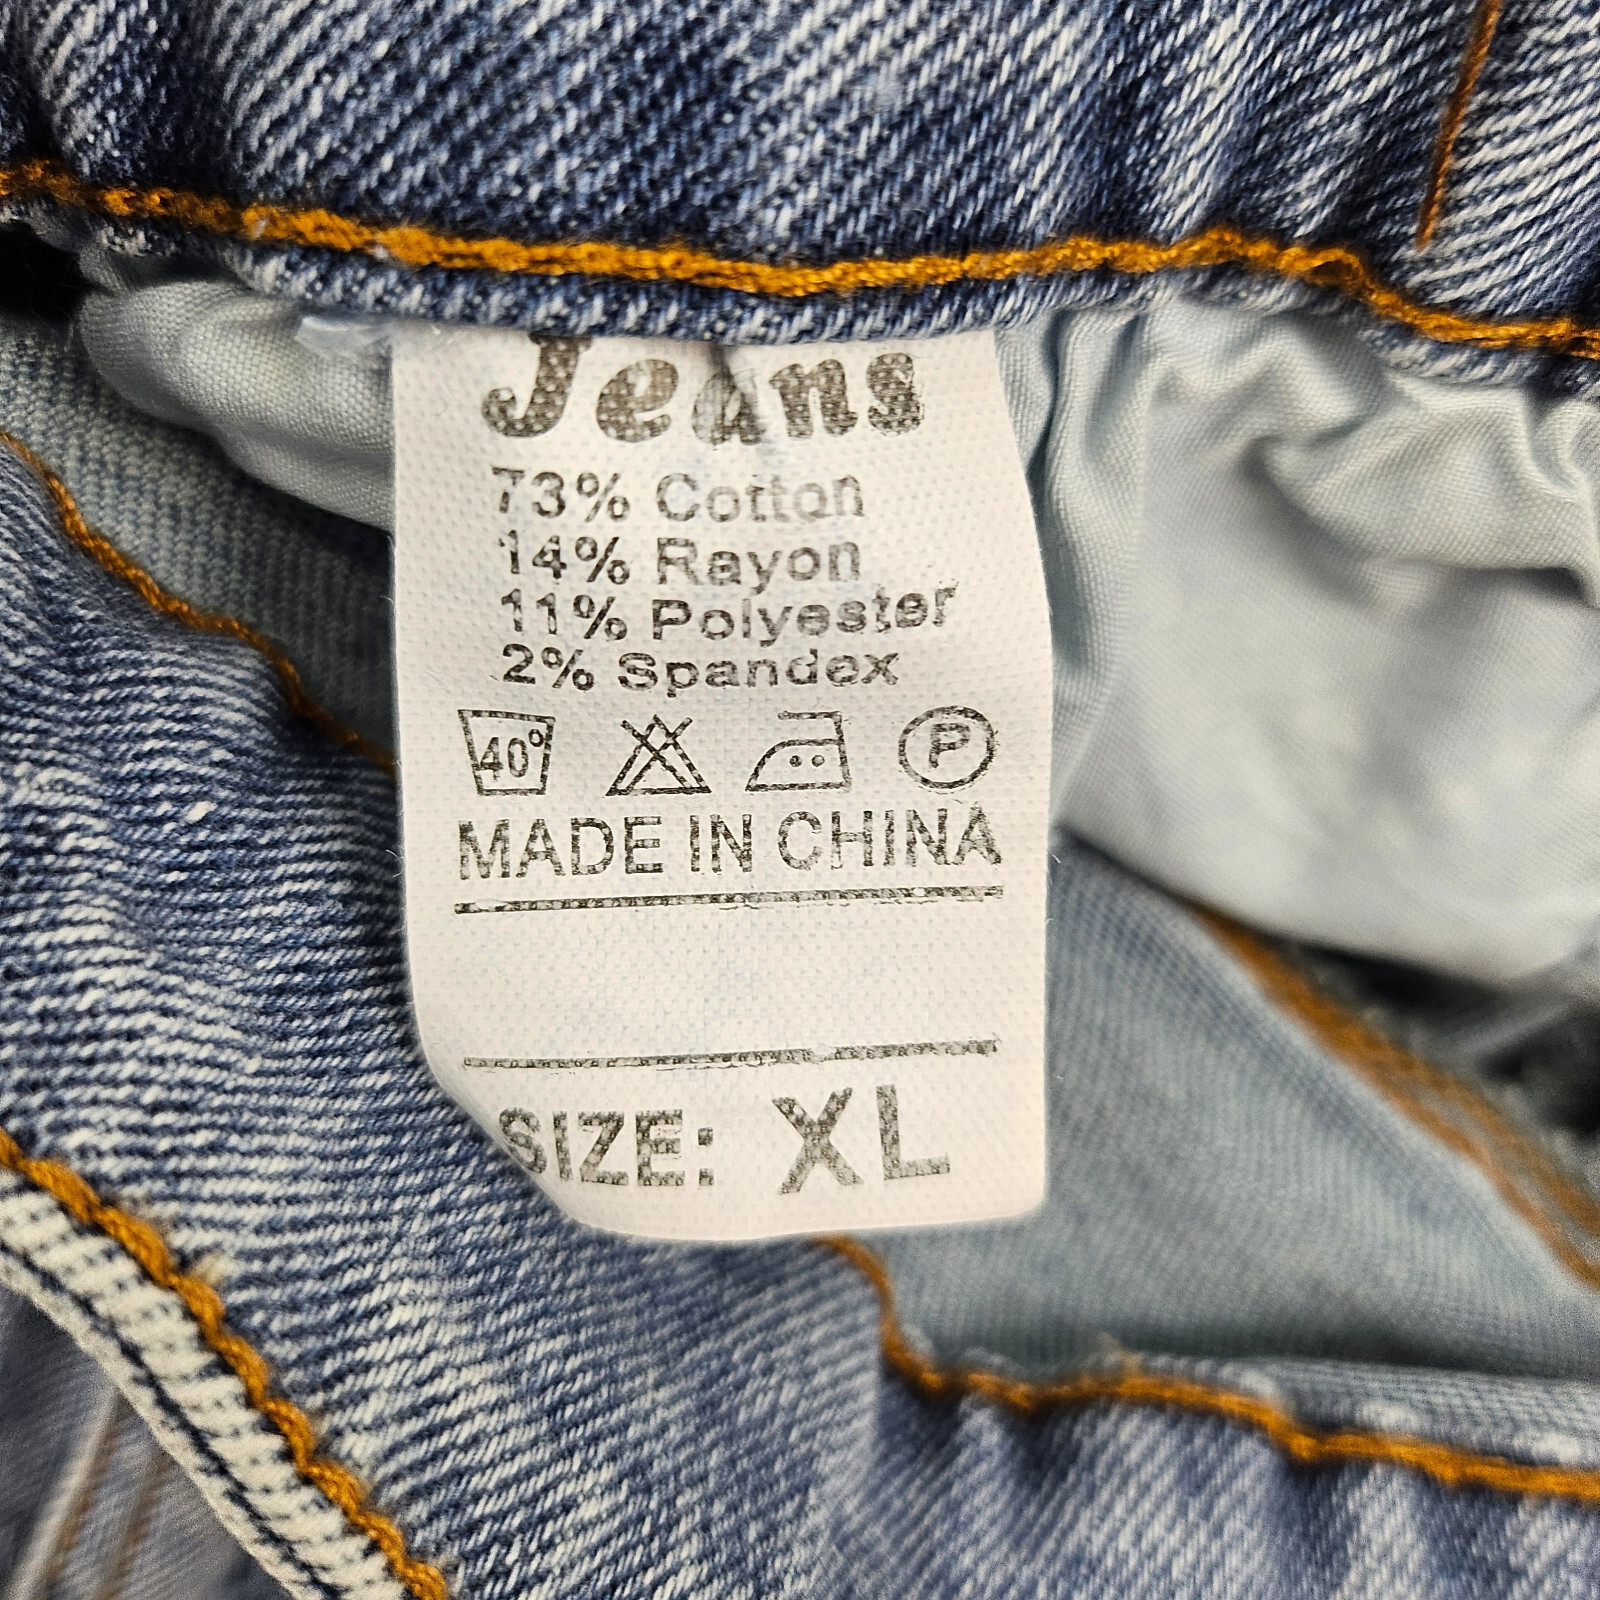 Jeans
73% Cotton
14% Rayon
11% Polyester
2% Spandex
40° P
MADE IN CHINA
SIZE: XL